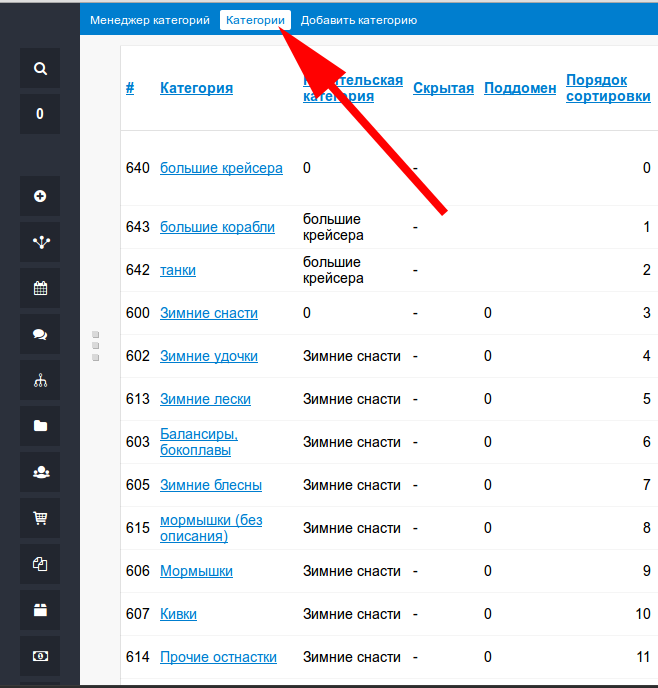 Менеджер категорий Категории Добавить категорию
0
# Категория категория Скрытая Поддомен Порядок сортировки
640 большие крейсера 0 - 0
643 большие корабли большие крейсера - 1
642 танки большие крейсера - 2
600 Зимние снасти 0 - 0 3
602 Зимние удочки Зимние снасти - 0 4
613 Зимние лески Зимние снасти - 0 5
603 Балансиры, бокоплавы Зимние снасти - 0 6
605 Зимние блесны Зимние снасти - 0 7
615 мормышки (без описания) Зимние снасти - 0 8
606 Мормышки Зимние снасти - 0 9
607 Кивки Зимние снасти - 0 10
614 Прочие остнастки Зимние снасти - 0 11